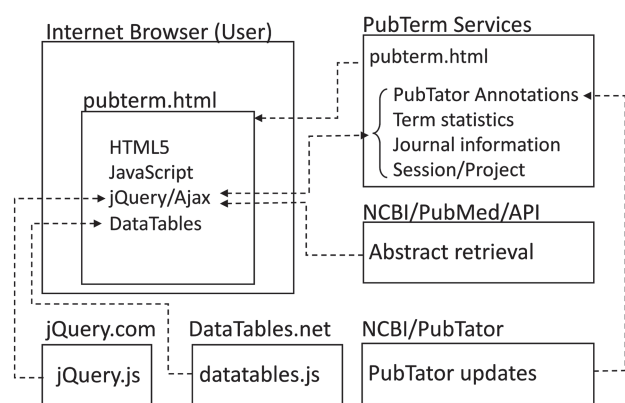 Internet Browser (User)
pubterm.html
HTML5
JavaScript
jQuery/Ajax
DataTables
PubTerm Services
pubterm.html
PubTator Annotations
Term statistics
Journal information
Session/Project
NCBI/PubMed/API
Abstract retrieval
jQuery.com
jQuery.js
DataTables.net
datatables.js
NCBI/PubTator
PubTator updates